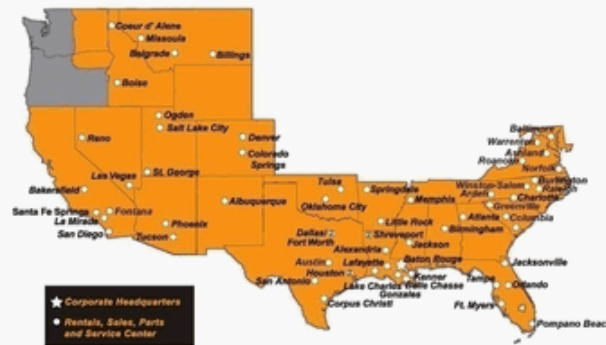 Coeur d' Alene
Missoula
Belgrade
Billings
Boise
Ogden
Salt Lake City
Reno
Denver
Colorado
Springs
Las Vegas
St. George
Bakersfield
Albuquerque
Santa Fe Springs
Fontana
La Mirada
San Diego
Phoenix
Tucson
Tulsa
Oklahoma City
Springdale
Memphis
Little Rock
Dallas
Fort Worth
Shreveport
Alexandria
Jackson
Birmingham
Austin
Lafayette
Baton Rouge
Houston
San Antonio
Lake Charles
Kenner
Belle Chasse
Gonzales
Corpus Christi
Baltimore
Warrenton
Ashland
Roanoke
Norfolk
Winston-Salem
Burlington
Raleigh
Arden
Charlotte
Greenville
Atlanta
Columbia
Jacksonville
Tampa
Orlando
Ft. Myers
Pompano Beach
Corporate Headquarters
Rentals, Sales, Parts
and Service Center